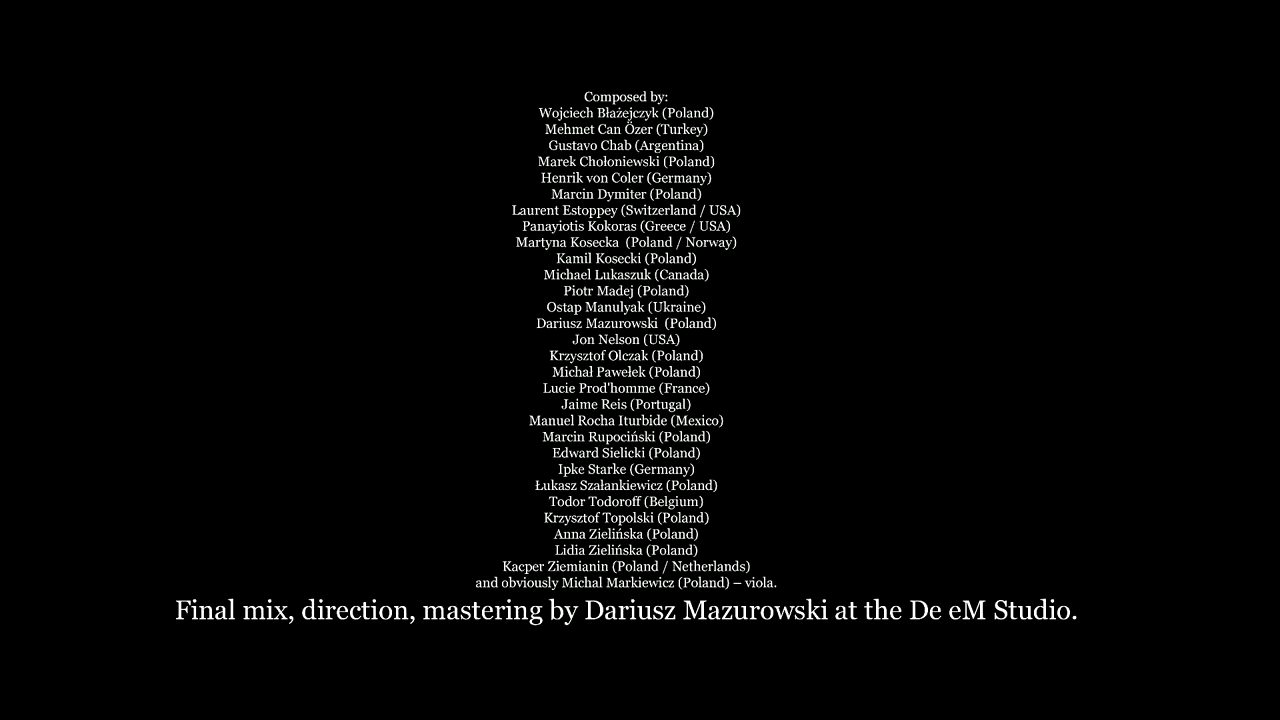 Composed by:
Wojciech Błażejczyk (Poland)
Mehmet Can Özer (Turkey)
Gustavo Chab (Argentina)
Marek Chołoniewski (Poland)
Henrik von Coler (Germany)
Marcin Dymiter (Poland)
Laurent Estoppey (Switzerland / USA)
Panayiotis Kokoras (Greece / USA)
Martyna Kosecka  (Poland / Norway)
Kamil Kosecki (Poland)
Michael Lukaszuk (Canada)
Piotr Madej (Poland)
Ostap Manulyak (Ukraine)
Dariusz Mazurowski  (Poland)
Jon Nelson (USA)
Krzysztof Olczak (Poland)
Michał Pawełek (Poland)
Lucie Prod'homme (France)
Jaime Reis (Portugal)
Manuel Rocha Iturbide (Mexico)
Marcin Rupociński (Poland)
Edward Sielicki (Poland)
Ipke Starke (Germany)
Łukasz Szałankiewicz (Poland)
Todor Todoroff (Belgium)
Krzysztof Topolski (Poland)
Anna Zielińska (Poland)
Lidia Zielińska (Poland)
Kacper Ziemianin (Poland / Netherlands)
and obviously Michal Markiewicz (Poland) – viola.
Final mix, direction, mastering by Dariusz Mazurowski at the De eM Studio.